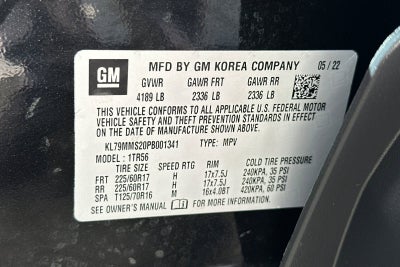 GM
MFD BY GM KOREA COMPANY 05 / 22
GVWR GAWR FRT GAWR RR
4189 LB 2336 LB 2336 LB
THIS VEHICLE CONFORMS TO ALL APPLICABLE U.S. FEDERAL MOTOR
VEHICLE SAFETY AND THEFT PREVENTION STANDARDS IN EFFECT ON
THE DATE OF MANUFACTURE SHOWN ABOVE.
KL79MMS20PB001341 TYPE: MPV
MODEL : 1TR56
TIRE SIZE SPEED RTG RIM COLD TIRE PRESSURE
FRT 225/60R17 H 17x7.5J 240KPA, 35 PSI
RR 225/60R17 H 17x7.5J 240KPA, 35 PSI
SPA T125/70R16 M 16x4.0BT 420KPA, 60 PSI
SEE OWNER'S MANUAL FOR MORE INFORMATION.